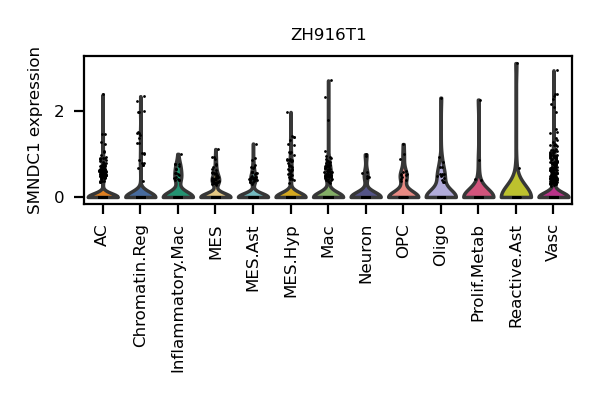 ZH916T1
SMNDC1 expression
2
0
AC
Chromatin.Reg
Inflammatory.Mac
MES
MES.Ast
MES.Hyp
Mac
Neuron
OPC
Oligo
Prolif.Metab
Reactive.Ast
Vasc